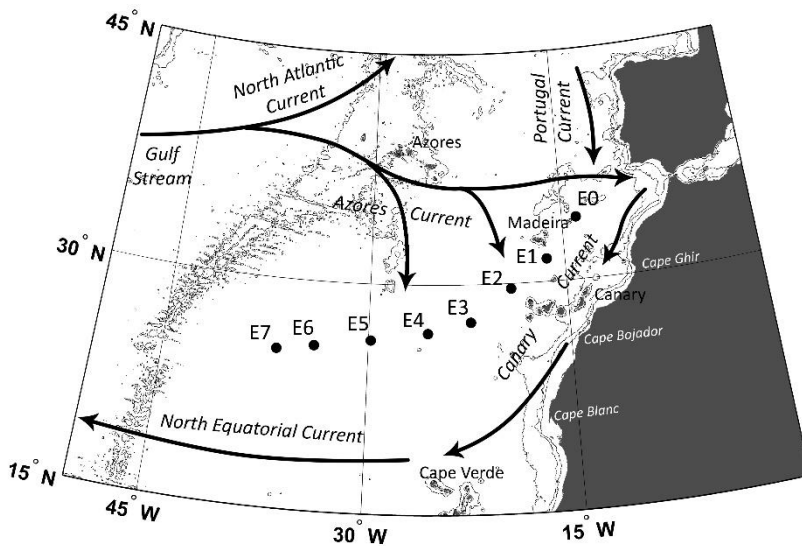 45° N
45° N
North Atlantic
Current
Portugal
Current
Gulf
Stream
Azores
Azores Current
Madeira
E0
30° N
E1
Current
Cape Ghir
E2
Canary
E7
E6
E5
E4
E3
Canary
Cape Bojador
Cape Blanc
North Equatorial Current
Cape Verde
15° N
45° W
30° W
15° W